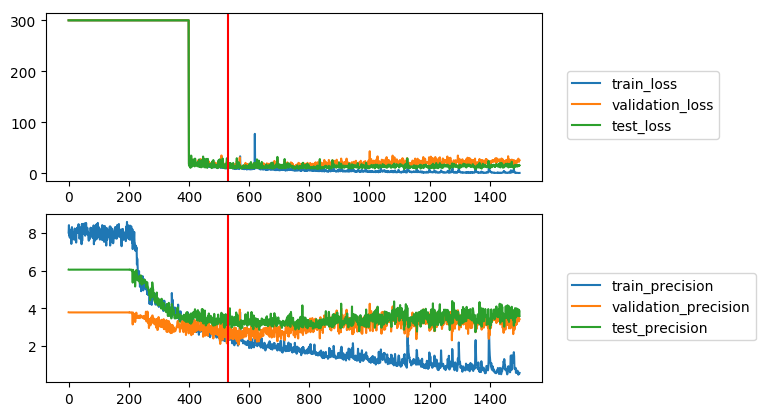 300
200
100
0
0 200 400 600 800 1000 1200 1400
train_loss
validation_loss
test_loss
8
6
4
2
0 200 400 600 800 1000 1200 1400
train_precision
validation_precision
test_precision